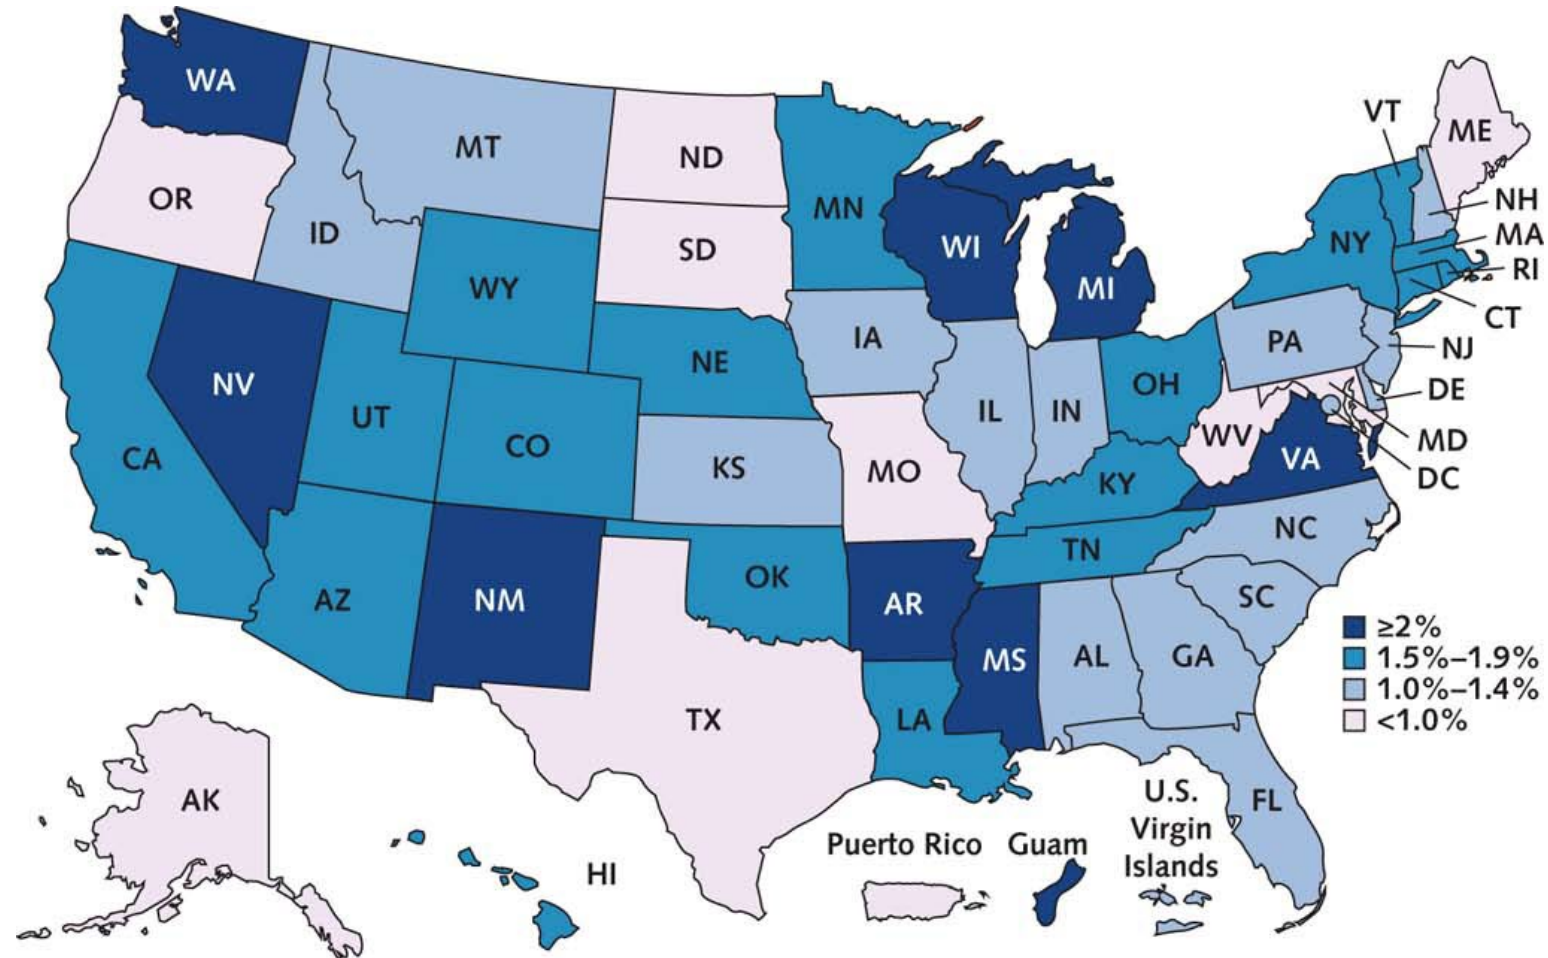 WA
MT
ND
MN
VT
ME
OR
ID
SD
WI
MI
NY
NH
MA
RI
CT
WY
IA
PA
NJ
NV
NE
OH
DE
UT
CO
IL
IN
MD
CA
KS
MO
WV
VA
DC
KY
NC
TN
OK
AZ
NM
AR
SC
≥2%
1.5%–1.9%
1.0%–1.4%
<1.0%
MS
AL
GA
TX
LA
AK
HI
Puerto Rico
Guam
U.S.
Virgin
Islands
FL